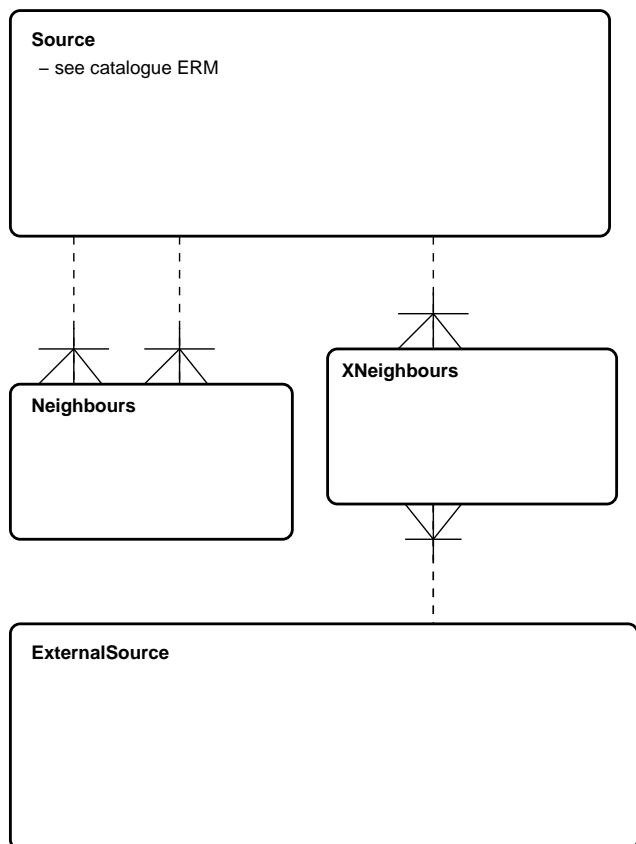 Source
– see catalogue ERM
XNeighbours
Neighbours
ExternalSource